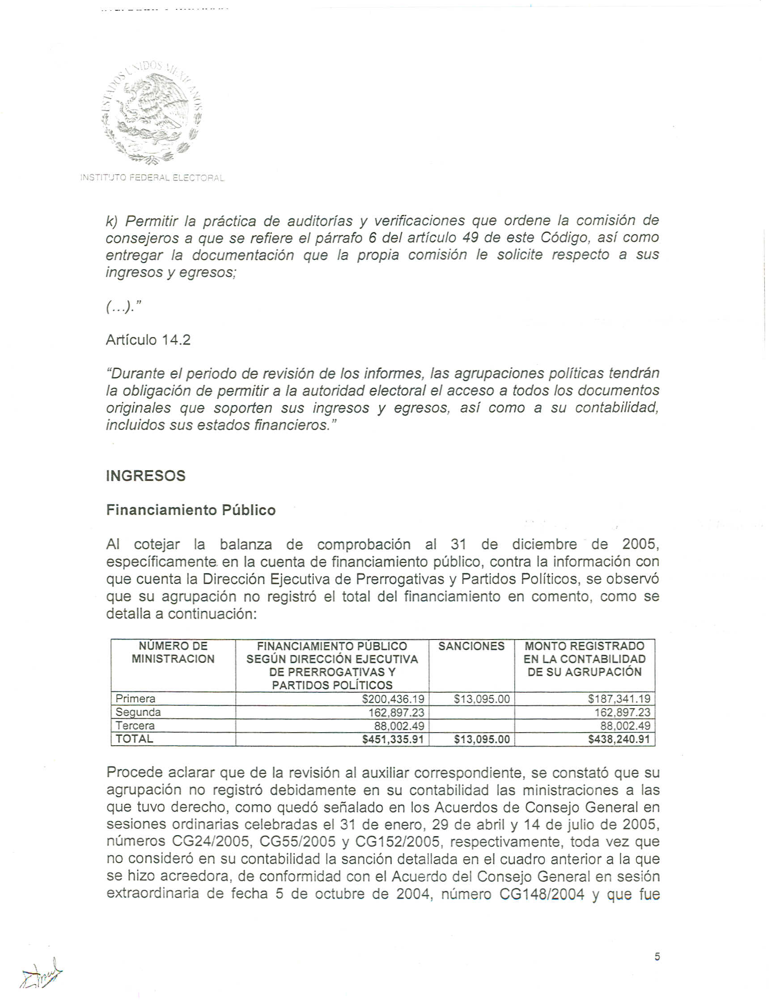 ESTADOS UNIDOS MEXICANOS
INSTITUTO FEDERAL ELECTORAL
k) Permitir la práctica de auditorías y verificaciones que ordene la comisión de
consejeros a que se refiere el párrafo 6 del artículo 49 de este Código, así como
entregar la documentación que la propia comisión le solicite respecto a sus
ingresos y egresos;
(...)."
Artículo 14.2
"Durante el periodo de revisión de los informes, las agrupaciones políticas tendrán
la obligación de permitir a la autoridad electoral el acceso a todos los documentos
originales que soporten sus ingresos y egresos, así como a su contabilidad,
incluidos sus estados financieros."
INGRESOS
Financiamiento Público
Al cotejar la balanza de comprobación al 31 de diciembre de 2005,
específicamente en la cuenta de financiamiento público, contra la información con
que cuenta la Dirección Ejecutiva de Prerrogativas y Partidos Políticos, se observó
que su agrupación no registró el total del financiamiento en comento, como se
detalla a continuación:
NÚMERO DE FINANCIAMIENTO PÚBLICO SANCIONES MONTO REGISTRADO
MINISTRACION SEGÚN DIRECCIÓN EJECUTIVA EN LA CONTABILIDAD
DE PRERROGATIVAS Y DE SU AGRUPACIÓN
PARTIDOS POLÍTICOS
Primera $200,436.19 $13,095.00 $187,341.19
Segunda 162,897.23 162,897.23
Tercera 88,002.49 88,002.49
TOTAL $451,335.91 $13,095.00 $438,240.91
Procede aclarar que de la revisión al auxiliar correspondiente, se constató que su
agrupación no registró debidamente en su contabilidad las ministraciones a las
que tuvo derecho, como quedó señalado en los Acuerdos de Consejo General en
sesiones ordinarias celebradas el 31 de enero, 29 de abril y 14 de julio de 2005,
números CG24/2005, CG55/2005 y CG152/2005, respectivamente, toda vez que
no consideró en su contabilidad la sanción detallada en el cuadro anterior a la que
se hizo acreedora, de conformidad con el Acuerdo del Consejo General en sesión
extraordinaria de fecha 5 de octubre de 2004, número CG148/2004 y que fue
5